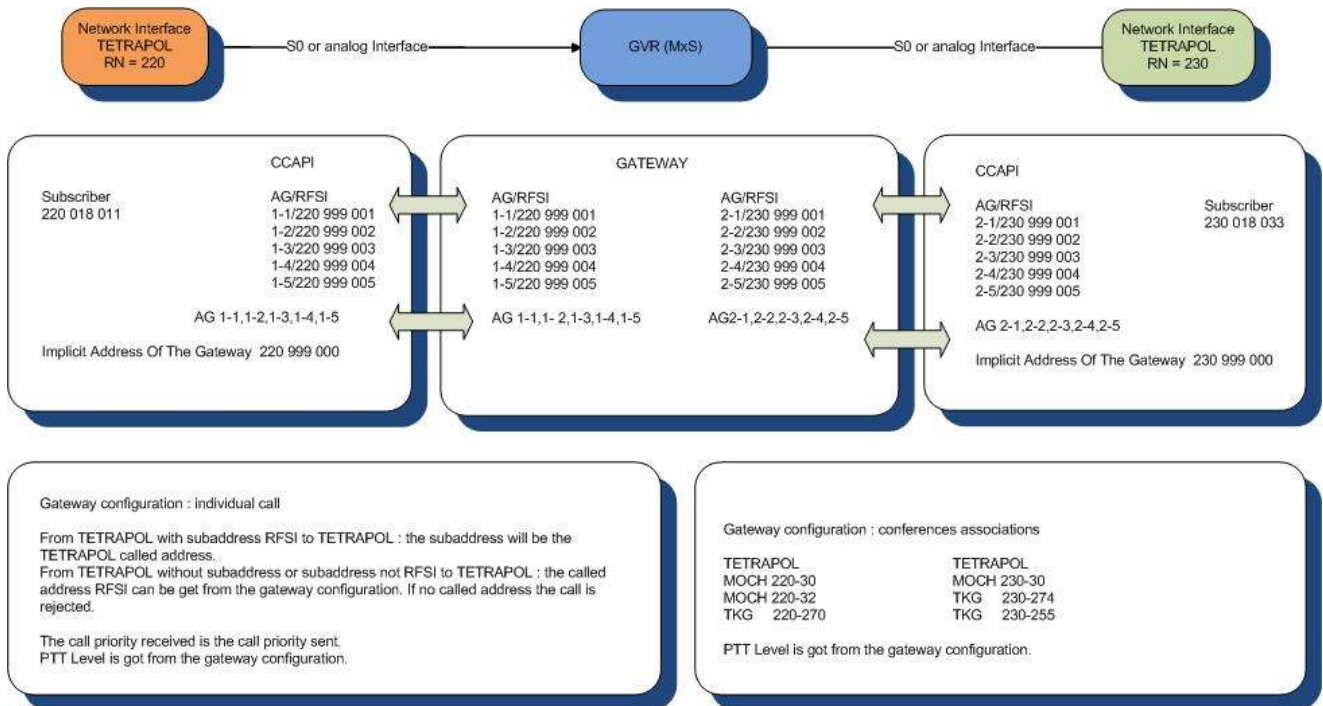 Network Interface
TETRAPOL
RN = 220
S0 or analog Interface
GVR (MxS)
S0 or analog Interface
Network Interface
TETRAPOL
RN = 230
CCAPI
Subscriber
220 018 011
AG/RFSI
1-1/220 999 001
1-2/220 999 002
1-3/220 999 003
1-4/220 999 004
1-5/220 999 005
AG 1-1,1-2,1-3,1-4,1-5
Implicit Address Of The Gateway 220 999 000
GATEWAY
AG/RFSI
1-1/220 999 001
1-2/220 999 002
1-3/220 999 003
1-4/220 999 004
1-5/220 999 005
AG 1-1,1- 2,1-3,1-4,1-5
AG/RFSI
2-1/230 999 001
2-2/230 999 002
2-3/230 999 003
2-4/230 999 004
2-5/230 999 005
AG2-1,2-2,2-3,2-4,2-5
CCAPI
AG/RFSI
2-1/230 999 001
2-2/230 999 002
2-3/230 999 003
2-4/230 999 004
2-5/230 999 005
Subscriber
230 018 033
AG 2-1,2-2,2-3,2-4,2-5
Implicit Address Of The Gateway 230 999 000
Gateway configuration : individual call
From TETRAPOL with subaddress RFSI to TETRAPOL : the subaddress will be the
TETRAPOL called address.
From TETRAPOL without subaddress or subaddress not RFSI to TETRAPOL : the called
address RFSI can be get from the gateway configuration. If no called address the call is
rejected.
The call priority received is the call priority sent.
PTT Level is got from the gateway configuration.
Gateway configuration : conferences associations
TETRAPOL TETRAPOL
MOCH 220-30 MOCH 230-30
MOCH 220-32 TKG 230-274
TKG 220-270 TKG 230-255
PTT Level is got from the gateway configuration.